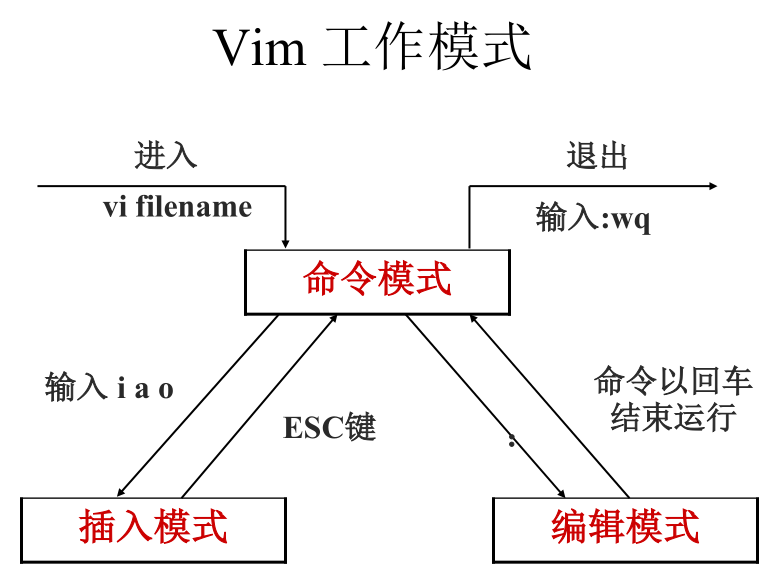 Vim 工作模式
进入
退出
vi filename
输入:wq
命令模式
输入 i a o
ESC键
:
命令以回车
结束运行
插入模式
编辑模式